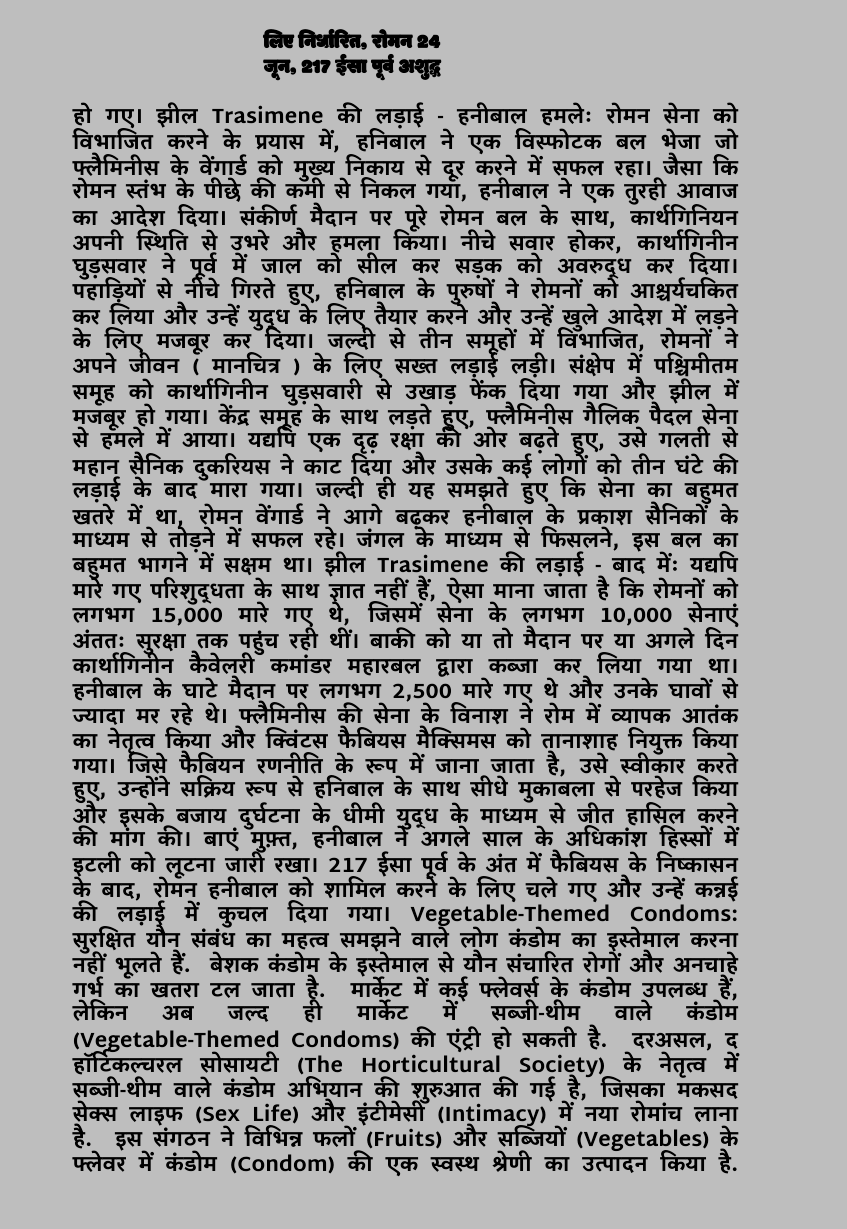 लिए निर्धारित, रोमन 24
जून, 217 ईसा पूर्व अशुद्ध
हो गए। झील Trasimene की लड़ाई - हनीबाल हमलेः रोमन सेना को
विभाजित करने के प्रयास में, हनिबाल ने एक विस्फोटक बल भेजा जो
फ्लैमिनीस के वेंगार्ड को मुख्य निकाय से दूर करने में सफल रहा। जैसा कि
रोमन स्तंभ के पीछे की कमी से निकल गया, हनीबाल ने एक तुरही आवाज
का आदेश दिया। संकीर्ण मैदान पर पूरे रोमन बल के साथ, कार्थगिनियन
अपनी स्थिति से उभरे और हमला किया। नीचे सवार होकर, कार्थागिनीन
घुड़सवार ने पूर्व में जाल को सील कर सड़क को अवरुद्ध कर दिया।
पहाड़ियों से नीचे गिरते हुए, हनिबाल के पुरुषों ने रोमनों को आश्चर्यचकित
कर लिया और उन्हें युद्ध के लिए तैयार करने और उन्हें खुले आदेश में लड़ने
के लिए मजबूर कर दिया। जल्दी से तीन समूहों में विभाजित, रोमनों ने
अपने जीवन ( मानचित्र ) के लिए सख्त लड़ाई लड़ी। संक्षेप में पश्चिमीतम
समूह को कार्थागिनीन घुड़सवारी से उखाड़ फेंक दिया गया और झील में
मजबूर हो गया। केंद्र समूह के साथ लड़ते हुए, फ्लैमिनीस गैलिक पैदल सेना
से हमले में आया। यद्यपि एक दृढ़ रक्षा की ओर बढ़ते हुए, उसे गलती से
महान सैनिक दुकरियस ने काट दिया और उसके कई लोगों को तीन घंटे की
लड़ाई के बाद मारा गया। जल्दी ही यह समझते हुए कि सेना का बहुमत
खतरे में था, रोमन वेंगार्ड ने आगे बढ़कर हनीबाल के प्रकाश सैनिकों के
माध्यम से तोड़ने में सफल रहे। जंगल के माध्यम से फिसलने, इस बल का
बहुमत भागने में सक्षम था। झील Trasimene की लड़ाई - बाद मेंः यद्यपि
मारे गए परिशुद्धता के साथ ज्ञात नहीं हैं, ऐसा माना जाता है कि रोमनों को
लगभग 15,000 मारे गए थे, जिसमें सेना के लगभग 10,000 सेनाएं
अंततः सुरक्षा तक पहुंच रही थीं। बाकी को या तो मैदान पर या अगले दिन
कार्थागिनीन कैवेलरी कमांडर महारबल द्वारा कब्जा कर लिया गया था।
हनीबाल के घाटे मैदान पर लगभग 2,500 मारे गए थे और उनके घावों से
ज्यादा मर रहे थे। फ्लैमिनीस की सेना के विनाश ने रोम में व्यापक आतंक
का नेतृत्व किया और क्विंटस फैबियस मैक्सिमस को तानाशाह नियुक्त किया
गया। जिसे फैबियन रणनीति के रूप में जाना जाता है, उसे स्वीकार करते
हुए, उन्होंने सक्रिय रूप से हनिबाल के साथ सीधे मुकाबला से परहेज किया
और इसके बजाय दुर्घटना के धीमी युद्ध के माध्यम से जीत हासिल करने
की मांग की। बाएं मुफ़्त, हनीबाल ने अगले साल के अधिकांश हिस्सों में
इटली को लूटना जारी रखा। 217 ईसा पूर्व के अंत में फैबियस के निष्कासन
के बाद, रोमन हनीबाल को शामिल करने के लिए चले गए और उन्हें कन्नई
की लड़ाई में कुचल दिया गया। Vegetable-Themed Condoms:
सुरक्षित यौन संबंध का महत्व समझने वाले लोग कंडोम का इस्तेमाल करना
नहीं भूलते हैं. बेशक कंडोम के इस्तेमाल से यौन संचारित रोगों और अनचाहे
गर्भ का खतरा टल जाता है. मार्केट में कई फ्लेवर्स के कंडोम उपलब्ध हैं,
लेकिन अब जल्द ही मार्केट में सब्जी-थीम वाले कंडोम
(Vegetable-Themed Condoms) की एंट्री हो सकती है. दरअसल, द
हॉर्टिकल्चरल सोसायटी (The Horticultural Society) के नेतृत्व में
सब्जी-थीम वाले कंडोम अभियान की शुरुआत की गई है, जिसका मकसद
सेक्स लाइफ (Sex Life) और इंटीमेसी (Intimacy) में नया रोमांच लाना
है. इस संगठन ने विभिन्न फलों (Fruits) और सब्जियों (Vegetables) के
फ्लेवर में कंडोम (Condom) की एक स्वस्थ श्रेणी का उत्पादन किया है.